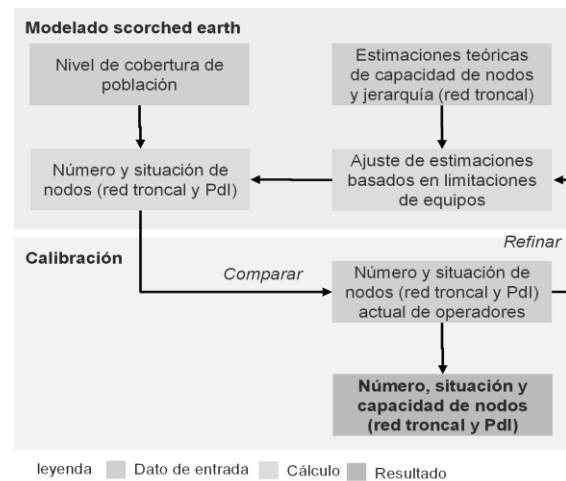 Modelado scorched earth
Nivel de cobertura de
población
Estimaciones teóricas
de capacidad de nodos
y jerarquía (red troncal)
Número y situación de
nodos (red troncal y PdI)
Ajuste de estimaciones
basados en limitaciones
de equipos
Refinar
Calibración
Comparar
Número y situación de
nodos (red troncal y PdI)
actual de operadores
Número, situación y
capacidad de nodos
(red troncal y PdI)
leyenda
Dato de entrada
Cálculo
Resultado